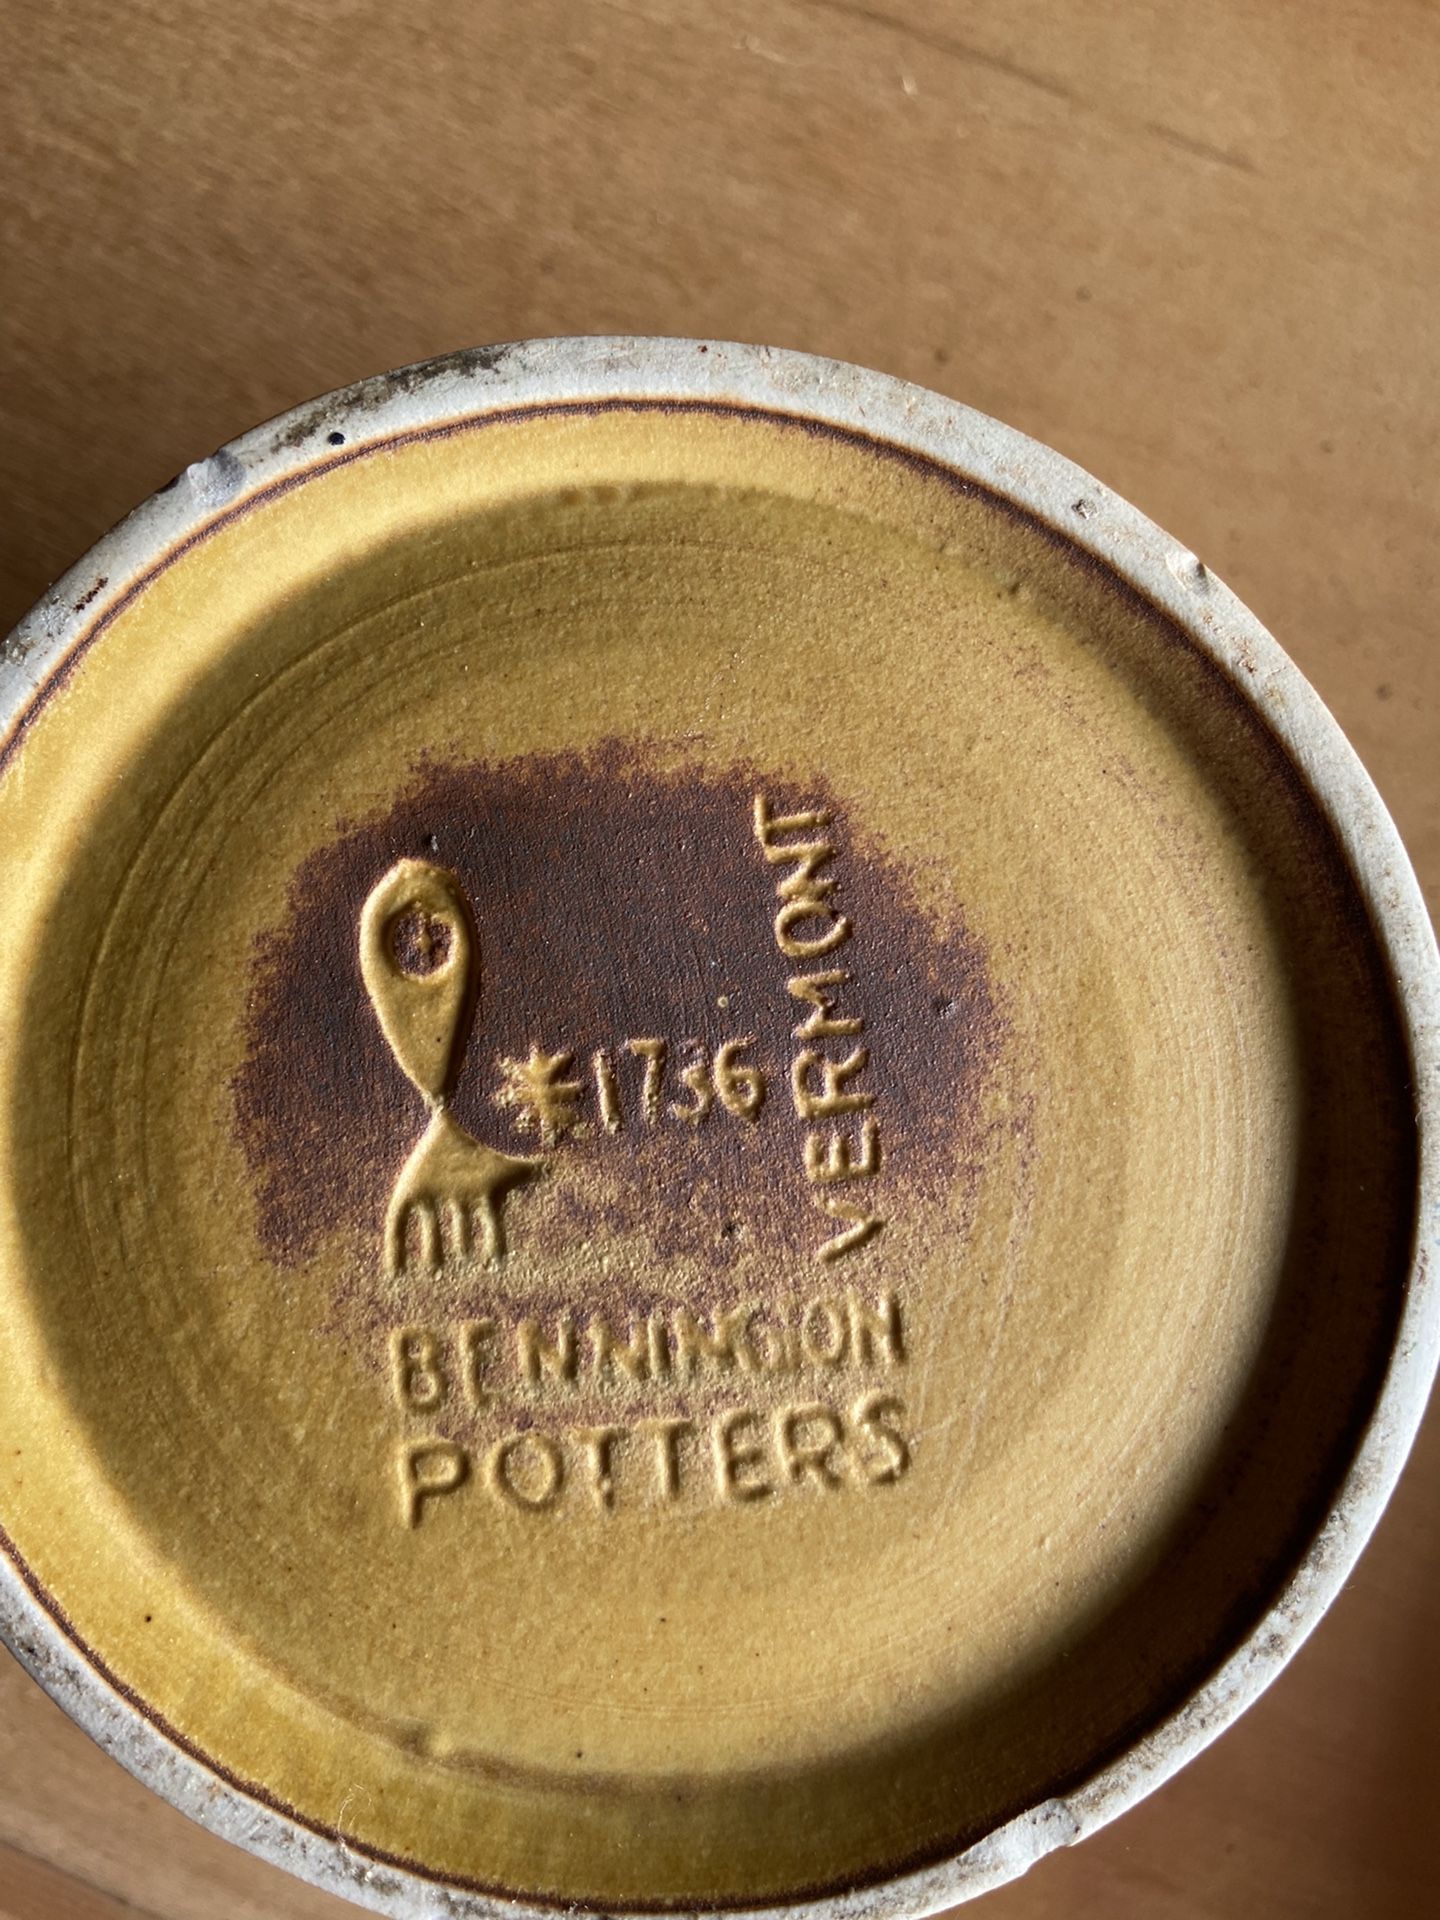 *1736
VERMONT
BENNINGTON
POTTERS